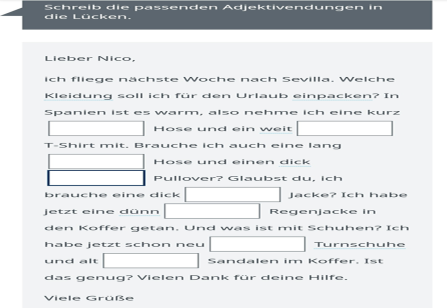 Schreib die passenden Adjektivendungen in
die Lücken.
Lieber Nico,
ich fliege nächste Woche nach Sevilla. Welche
Kleidung soll ich für den Urlaub einpacken? In
Spanien ist es warm, also nehme ich eine kurz
Hose und ein weit
T-Shirt mit. Brauche ich auch eine lang
Hose und einen dick
Pullover? Glaubst du, ich
brauche eine dick Jacke? Ich habe
jetzt eine dünn Regenjacke in
den Koffer getan. Und was ist mit Schuhen? Ich
habe jetzt schon neu Turnschuhe
und alt Sandalen im Koffer. Ist
das genug? Vielen Dank für deine Hilfe.
Viele Grüße